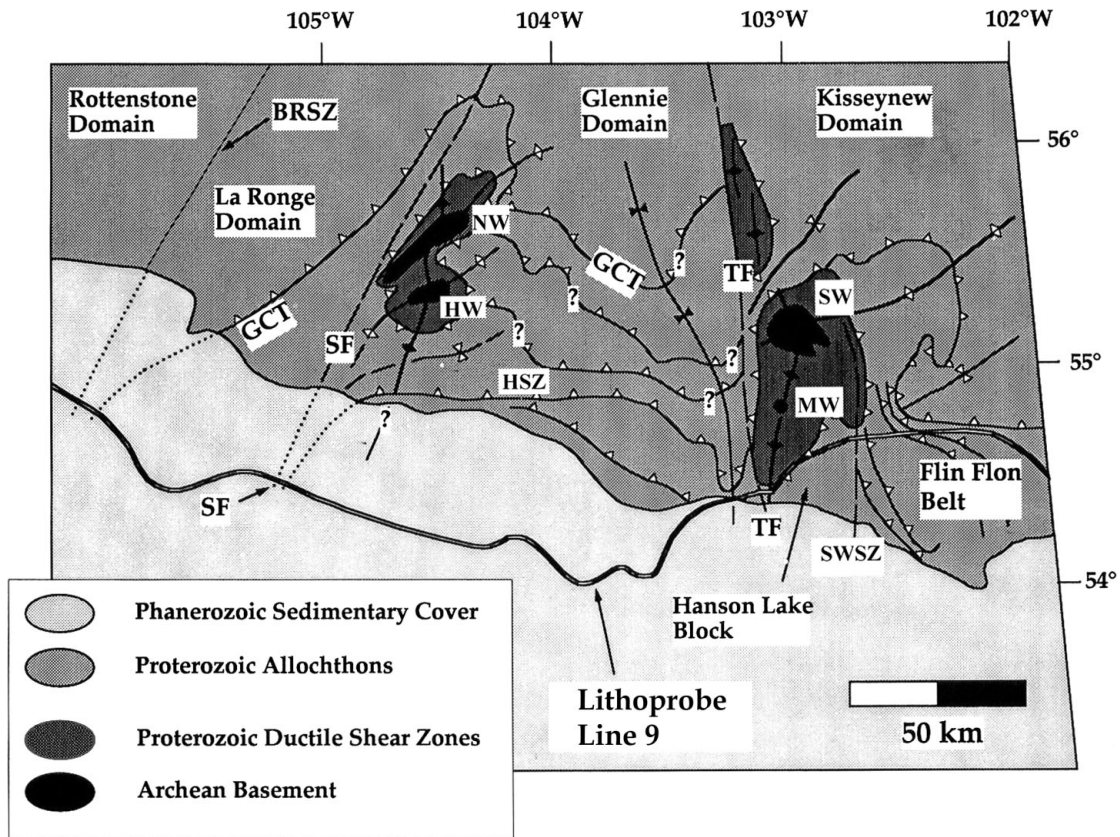 105°W
104°W
103°W
102°W
Rottenstone
Domain
BRSZ
Glennie
Domain
Kisseynew
Domain
56°
La Ronge
Domain
NW
GCT
?
TF
SW
HW
?
GCT
SF
?
?
55°
HSZ
?
MW
?
Flin Flon
Belt
SF
TF
SWSZ
54°
Hanson Lake
Block
Phanerozoic Sedimentary Cover
Proterozoic Allochthons
Lithoprobe
Line 9
50 km
Proterozoic Ductile Shear Zones
Archean Basement